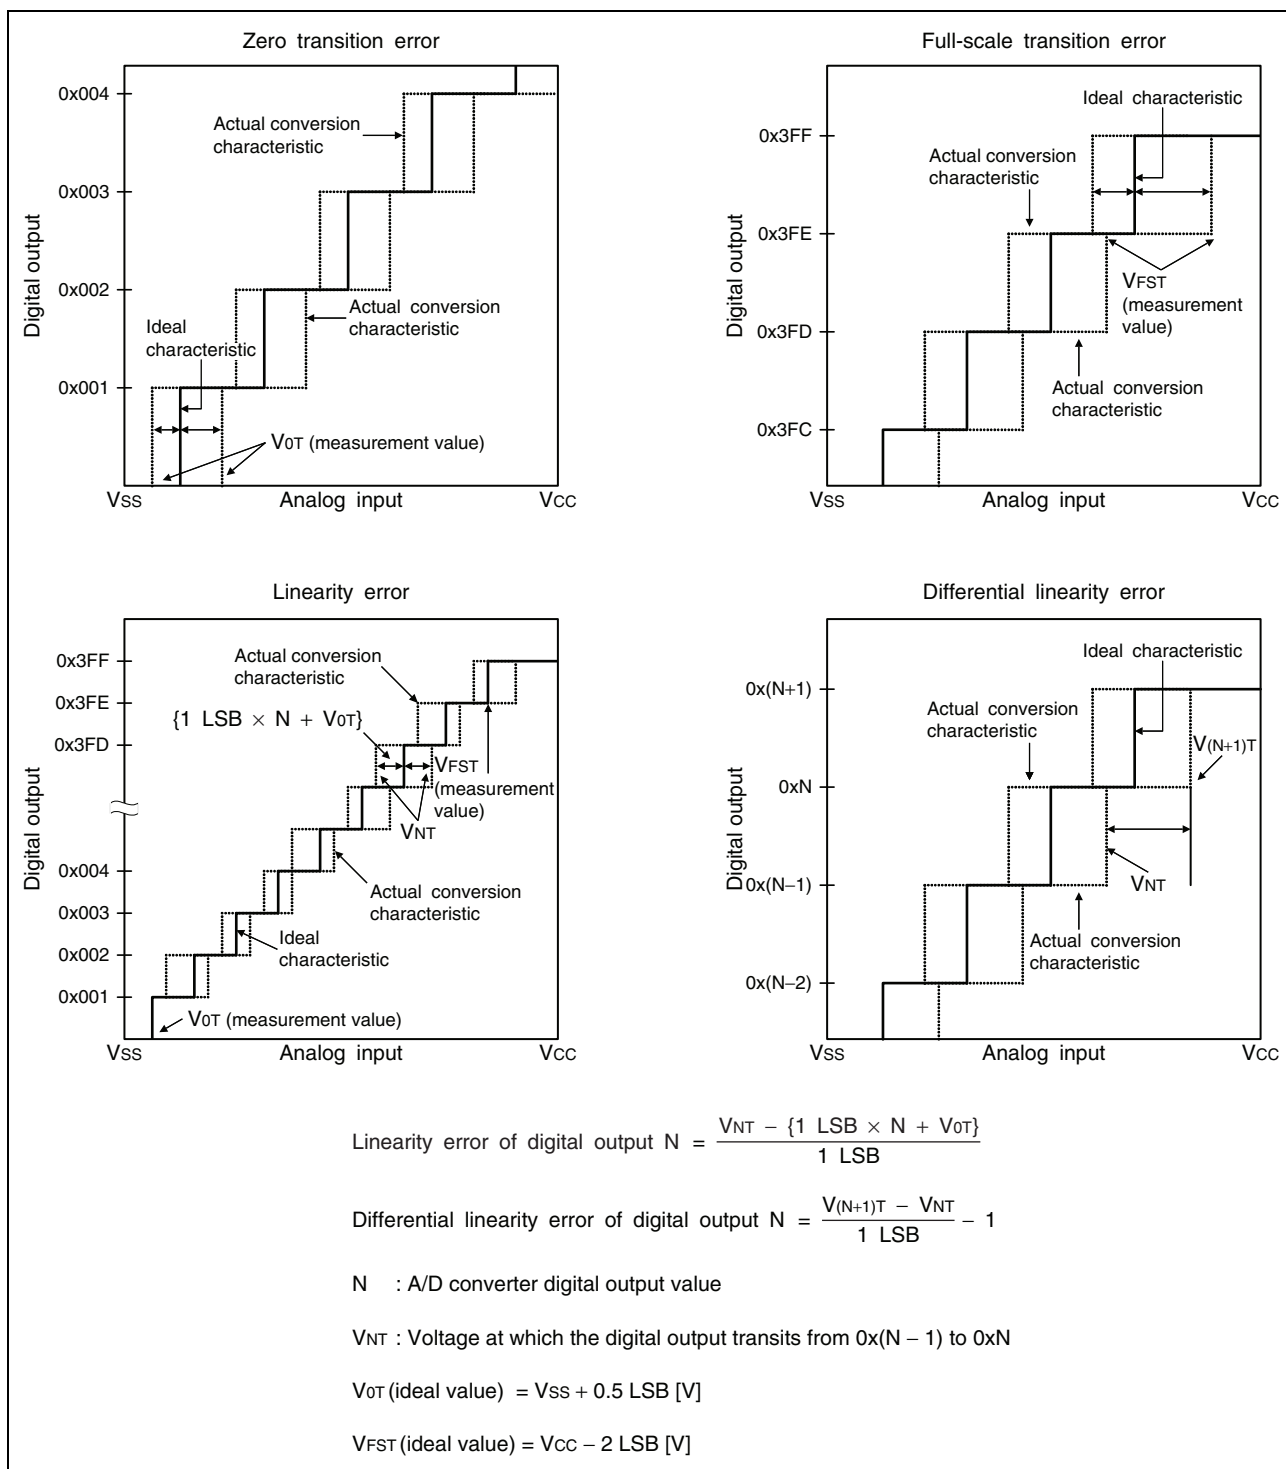 Zero transition error
0x004
0x003
0x002
0x001
Digital output
Actual conversion
characteristic
Actual conversion
characteristic
Ideal
characteristic
V0T (measurement value)
VSS
Analog input
VCC
Full-scale transition error
0x3FF
0x3FE
0x3FD
0x3FC
Digital output
Ideal characteristic
Actual conversion
characteristic
VFST
(measurement
value)
Actual conversion
characteristic
VSS
Analog input
VCC
Linearity error
0x3FF
0x3FE
0x3FD
0x004
0x003
0x002
0x001
Digital output
Actual conversion
characteristic
{1 LSB × N + V0T}
VFST
(measurement
value)
VNT
Actual conversion
characteristic
Ideal
characteristic
V0T (measurement value)
VSS
Analog input
VCC
Differential linearity error
0x(N+1)
0xN
0x(N−1)
0x(N−2)
Digital output
Ideal characteristic
Actual conversion
characteristic
V(N+1)T
VNT
Actual conversion
characteristic
VSS
Analog input
VCC
Linearity error of digital output N = VNT − {1 LSB × N + V0T} / 1 LSB
Differential linearity error of digital output N = V(N+1)T − VNT / 1 LSB − 1
N : A/D converter digital output value
VNT : Voltage at which the digital output transits from 0x(N − 1) to 0xN
V0T (ideal value) = VSS + 0.5 LSB [V]
VFST (ideal value) = VCC − 2 LSB [V]